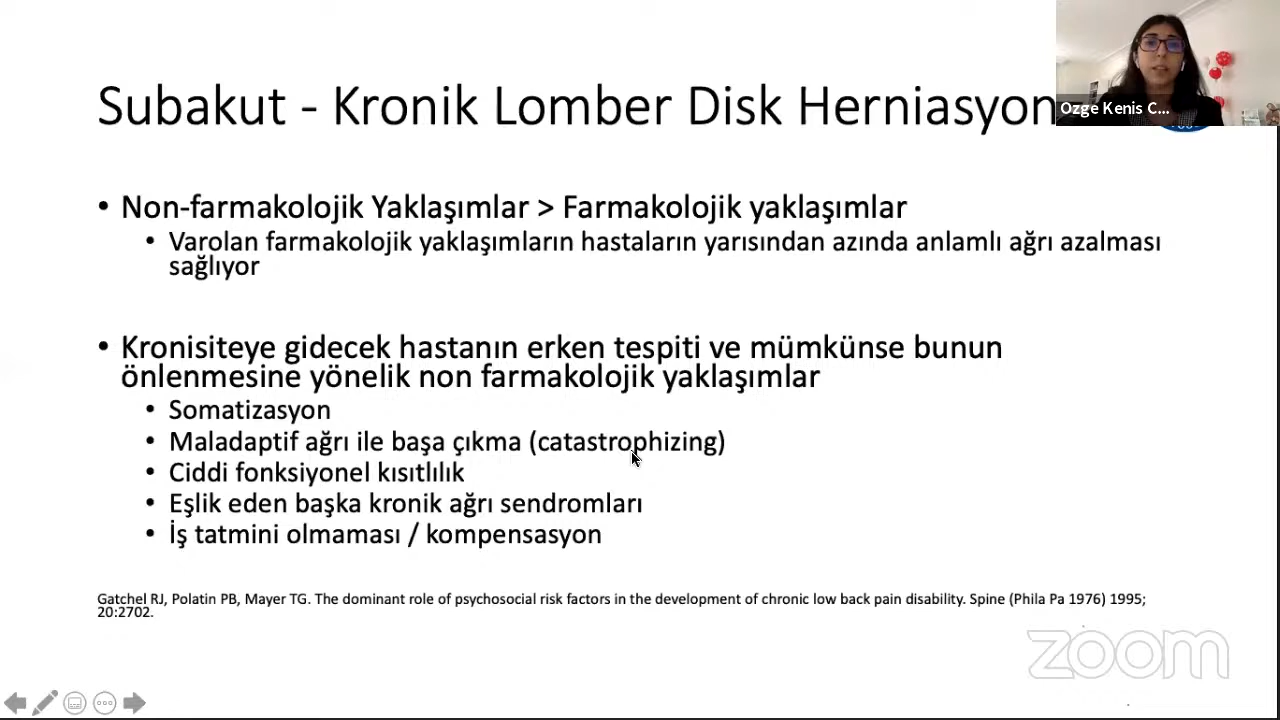 Subakut - Kronik Lomber Disk Herniasyon
Ozge Kenis C...
• Non-farmakolojik Yaklaşımlar > Farmakolojik yaklaşımlar
• Varolan farmakolojik yaklaşımların hastaların yarısından azında anlamlı ağrı azalması
sağlıyor
• Kronisiteye gidecek hastanın erken tespiti ve mümkünse bunun
önlenmesine yönelik non farmakolojik yaklaşımlar
• Somatizasyon
• Maladaptif ağrı ile başa çıkma (catastrophizing)
• Ciddi fonksiyonel kısıtlılık
• Eşlik eden başka kronik ağrı sendromları
• İş tatmini olmaması / kompensasyon
Gatchel RJ, Polatin PB, Mayer TG. The dominant role of psychosocial risk factors in the development of chronic low back pain disability. Spine (Phila Pa 1976) 1995;
20:2702.
zoom